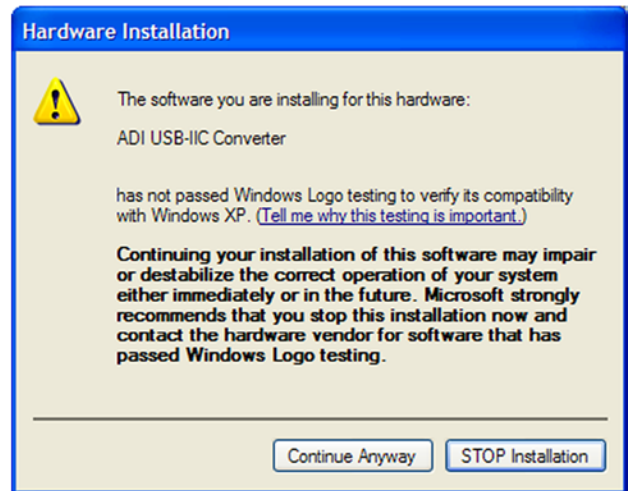 Hardware Installation
The software you are installing for this hardware:
ADI USB-IIC Converter
has not passed Windows Logo testing to verify its compatibility
with Windows XP. (Tell me why this testing is important.)
Continuing your installation of this software may impair
or destabilize the correct operation of your system
either immediately or in the future. Microsoft strongly
recommends that you stop this installation now and
contact the hardware vendor for software that has
passed Windows Logo testing.
Continue Anyway
STOP Installation